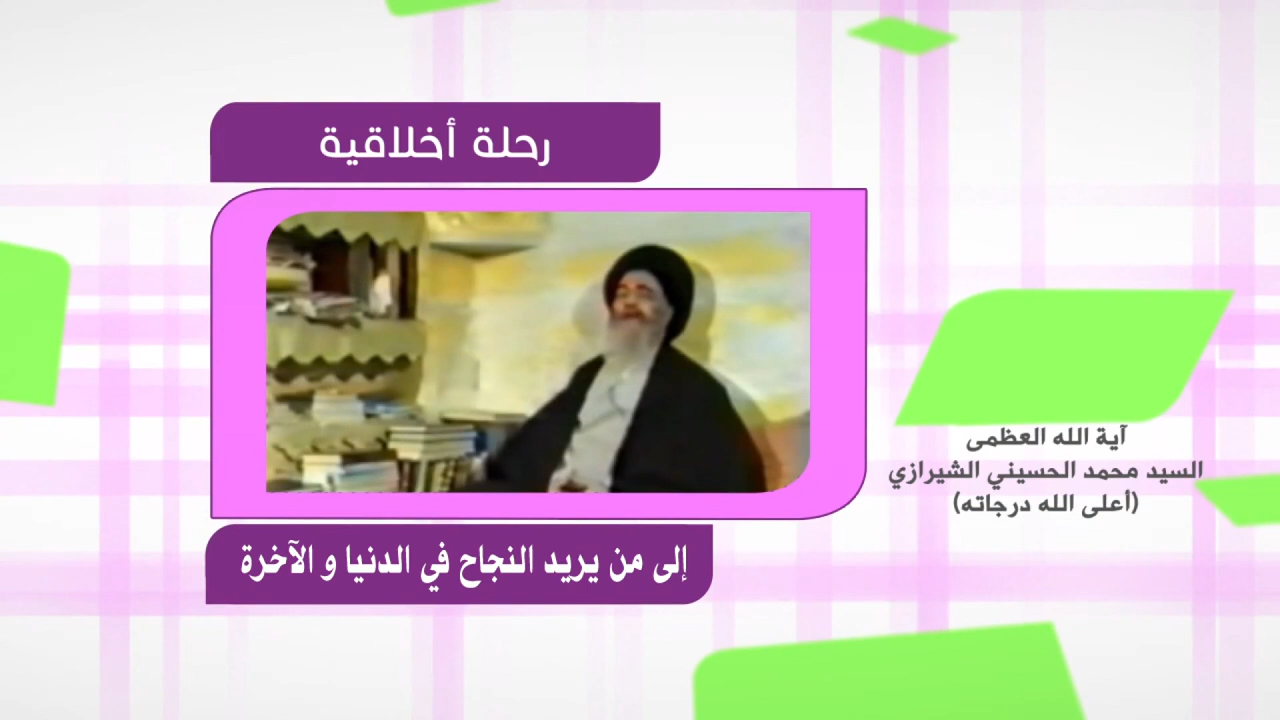 رحلة أخلاقية
آية الله العظمى
السيد محمد الحسيني الشيرازي
(أعلى الله درجاته)
إلى من يريد النجاح في الدنيا و الآخرة